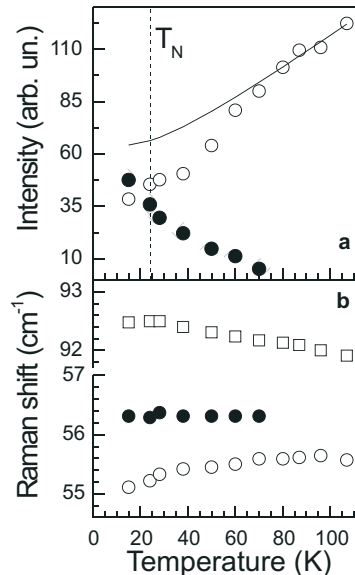 T_N
Intensity (arb. un.)
110
85
60
35
10
a
Raman shift (cm⁻¹)
93
92
57
56
55
b
0 20 40 60 80 100
Temperature (K)